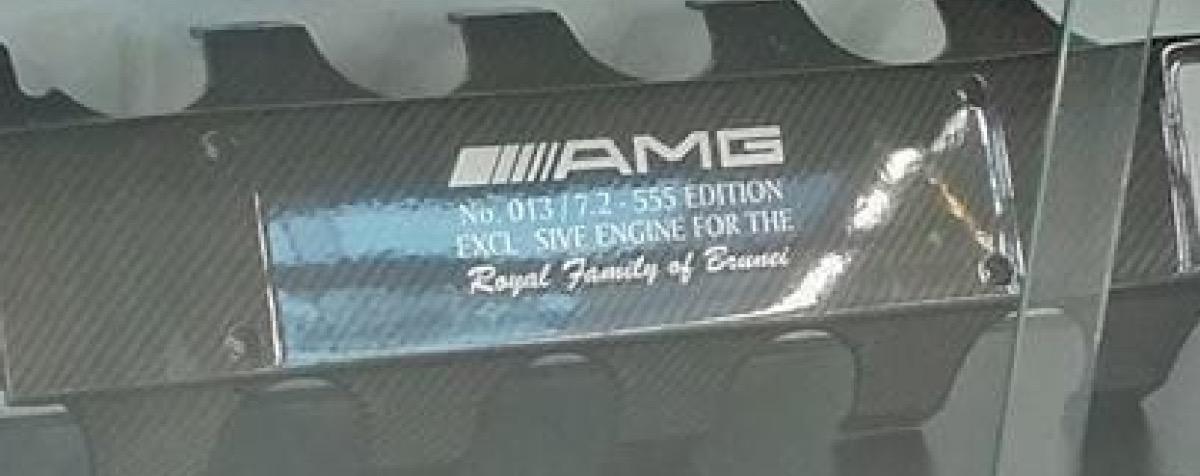 AMG
No. 013 / 7.2 - 555 EDITION
EXCL SIVE ENGINE FOR THE
Royal Family of Brunei